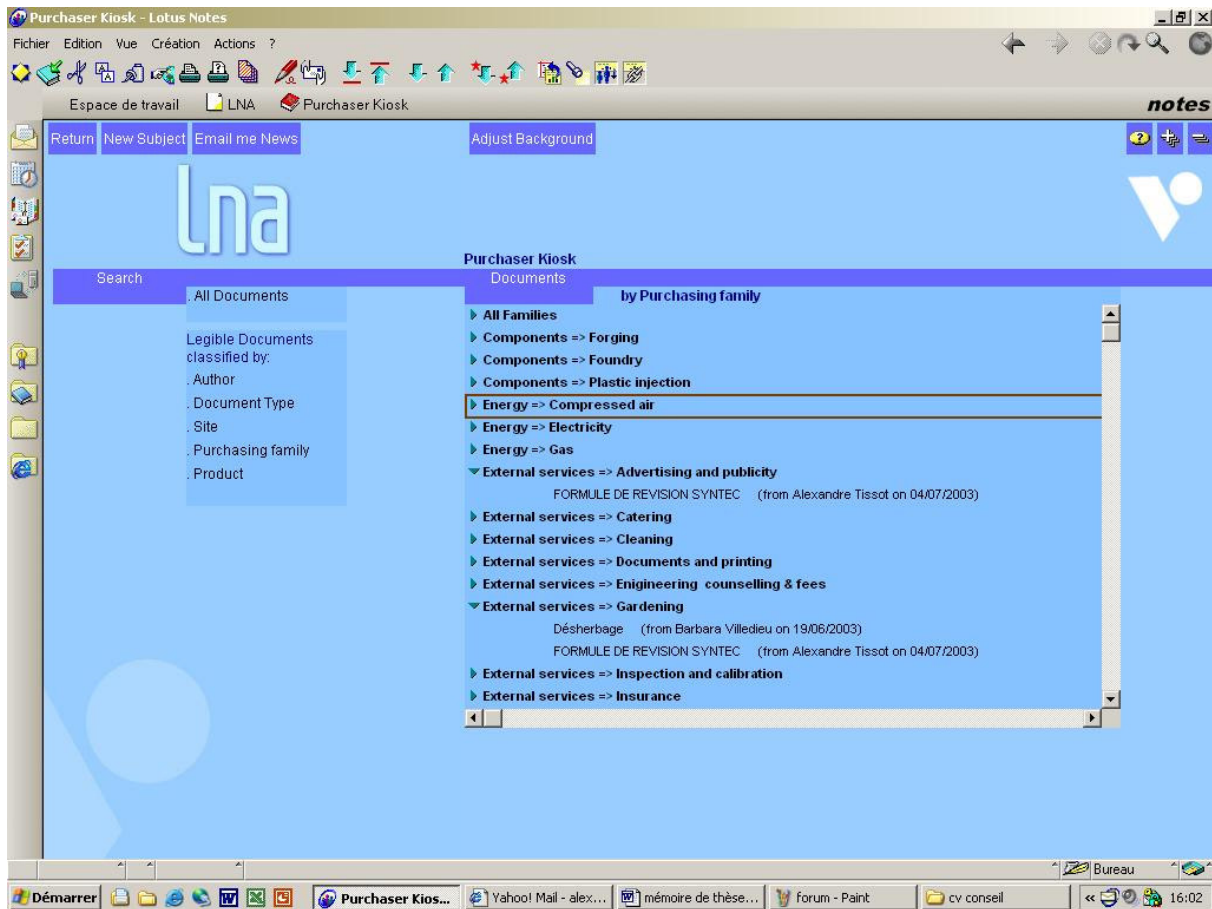 Purchaser Kiosk - Lotus Notes
Fichier Edition Vue Création Actions ?
Espace de travail LNA Purchaser Kiosk notes
Return New Subject Email me News Adjust Background
lna
Purchaser Kiosk
Search Documents
. All Documents by Purchasing family
All Families
Legible Documents classified by:
. Author
. Document Type
. Site
. Purchasing family
. Product
Components => Forging
Components => Foundry
Components => Plastic injection
Energy => Compressed air
Energy => Electricity
Energy => Gas
External services => Advertising and publicity
FORMULE DE REVISION SYNTEC (from Alexandre Tissot on 04/07/2003)
External services => Catering
External services => Cleaning
External services => Documents and printing
External services => Enigineering counselling & fees
External services => Gardening
Désherbage (from Barbara Villedieu on 19/06/2003)
FORMULE DE REVISION SYNTEC (from Alexandre Tissot on 04/07/2003)
External services => Inspection and calibration
External services => Insurance
Bureau
Démarrer Purchaser Kios... Yahoo! Mail - alex... mémoire de thèse... forum - Paint cv conseil « 16:02